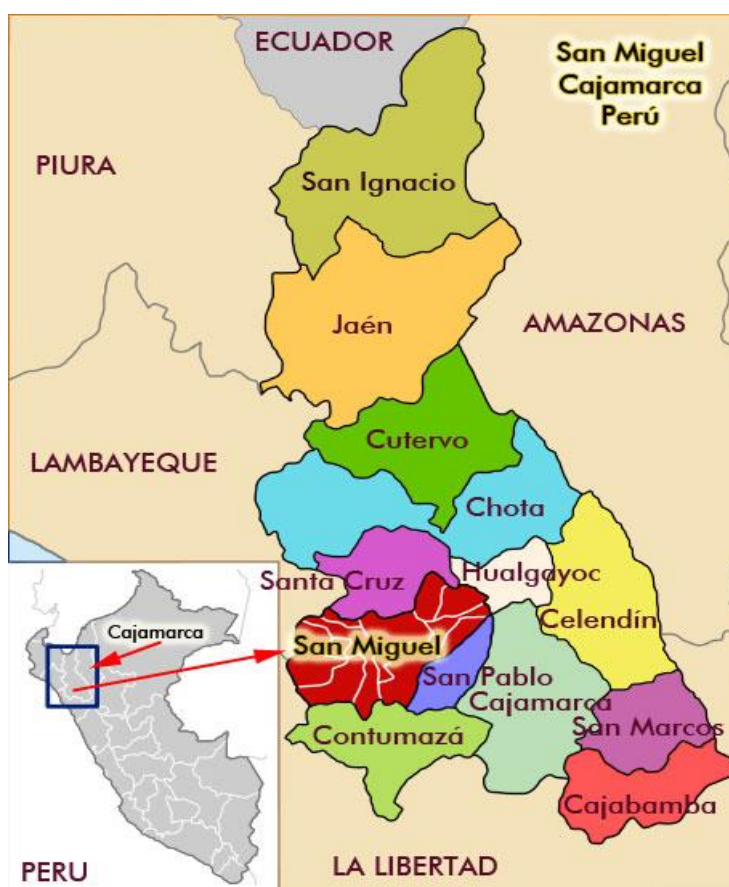 ECUADOR
San Miguel
Cajamarca
Perú
PIURA
San Ignacio
Jaén
AMAZONAS
Cutervo
LAMBAYEQUE
Chota
Santa Cruz
Hualgayoc
Celendín
Cajamarca
San Miguel
San Pablo
Cajamarca
San Marcos
Contumazá
Cajabamba
PERU
LA LIBERTAD